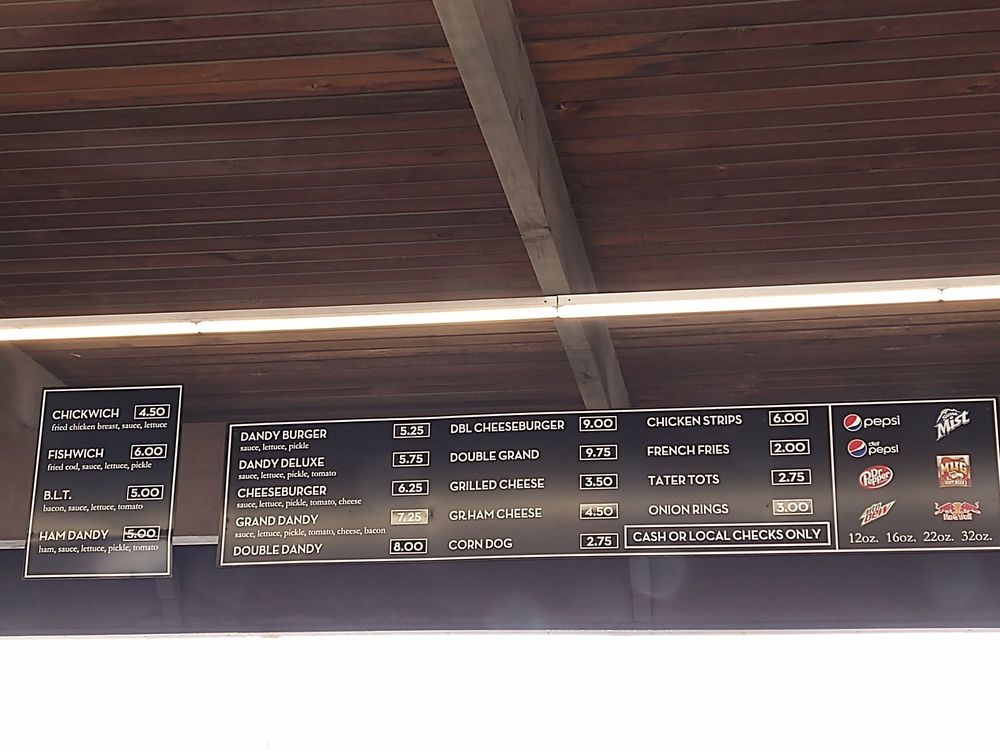 CHICKWICH 4.50
fried chicken breast, sauce, lettuce
FISHWICH 6.00
fried cod, sauce, lettuce, pickle
B.L.T. 5.00
bacon, sauce, lettuce, tomato
HAM DANDY 5.00
ham, sauce, lettuce, pickle, tomato
DANDY BURGER 5.25
sauce, lettuce, pickle
DANDY DELUXE 5.75
sauce, lettuce, pickle, tomato
CHEESEBURGER 6.25
sauce, lettuce, pickle, tomato, cheese
GRAND DANDY 7.25
sauce, lettuce, pickle, tomato, cheese, bacon
DOUBLE DANDY 8.00
DBL CHEESEBURGER 9.00
DOUBLE GRAND 9.75
GRILLED CHEESE 3.50
GR.HAM CHEESE 4.50
CORN DOG 2.75
CHICKEN STRIPS 6.00
FRENCH FRIES 2.00
TATER TOTS 2.75
ONION RINGS 3.00
CASH OR LOCAL CHECKS ONLY
pepsi
Mist
diet
pepsi
Dr Pepper
MUG
ROOT BEER
Mtn Dew
Red Bull
12oz. 16oz. 22oz. 32oz.